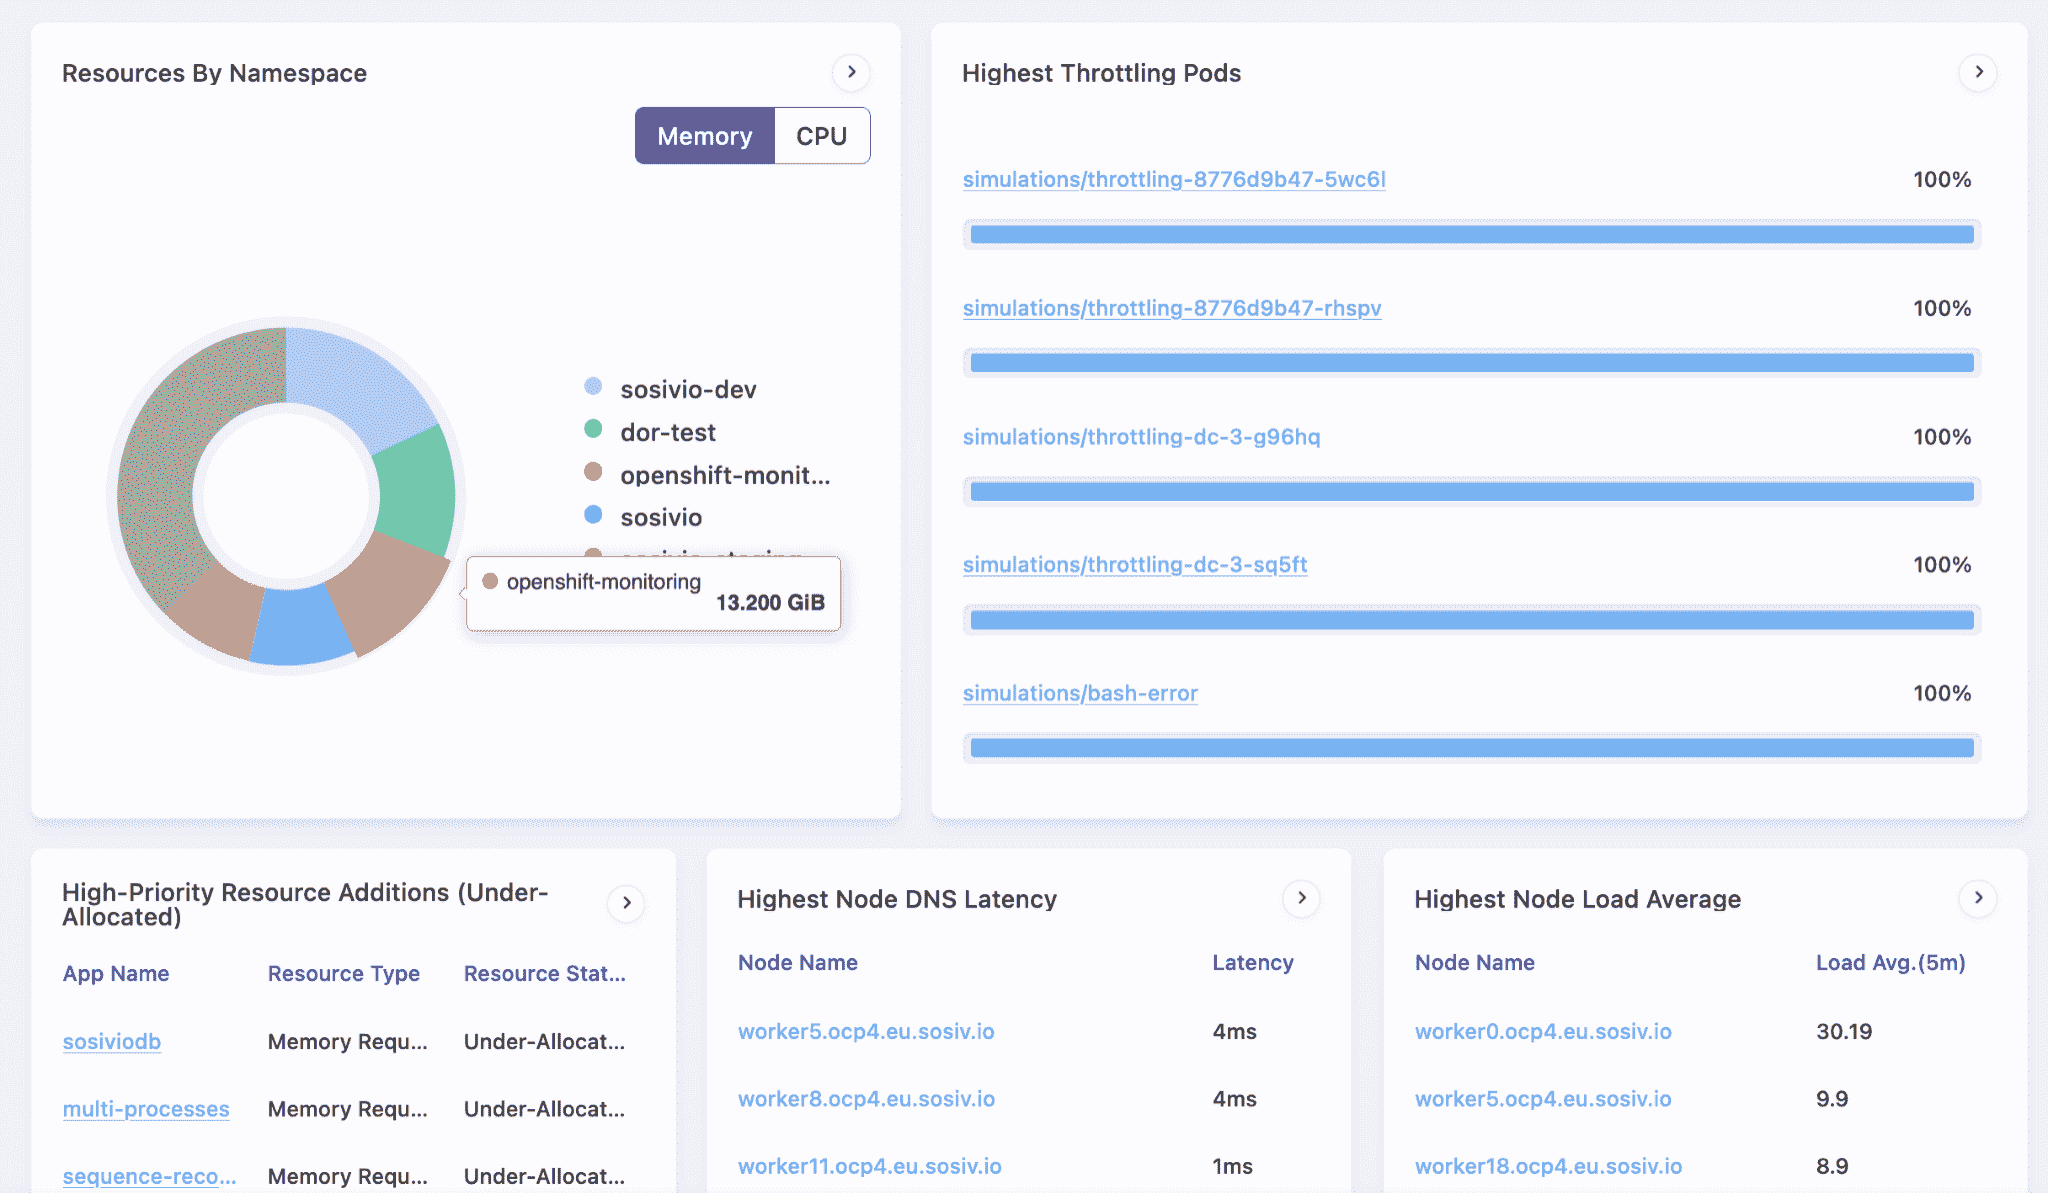 Resources By Namespace
Memory
CPU
sosivio-dev
dor-test
openshift-monit...
sosivio
openshift-monitoring
13.200 GiB
Highest Throttling Pods
simulations/throttling-8776d9b47-5wc6l
100%
simulations/throttling-8776d9b47-rhspv
100%
simulations/throttling-dc-3-g96hq
100%
simulations/throttling-dc-3-sq5ft
100%
simulations/bash-error
100%
High-Priority Resource Additions (Under-
Allocated)
App Name Resource Type Resource Stat...
sosiviodb Memory Requ... Under-Allocat...
multi-processes Memory Requ... Under-Allocat...
sequence-reco... Memory Requ... Under-Allocat...
Highest Node DNS Latency
Node Name Latency
worker5.ocp4.eu.sosiv.io 4ms
worker8.ocp4.eu.sosiv.io 4ms
worker11.ocp4.eu.sosiv.io 1ms
Highest Node Load Average
Node Name Load Avg.(5m)
worker0.ocp4.eu.sosiv.io 30.19
worker5.ocp4.eu.sosiv.io 9.9
worker18.ocp4.eu.sosiv.io 8.9